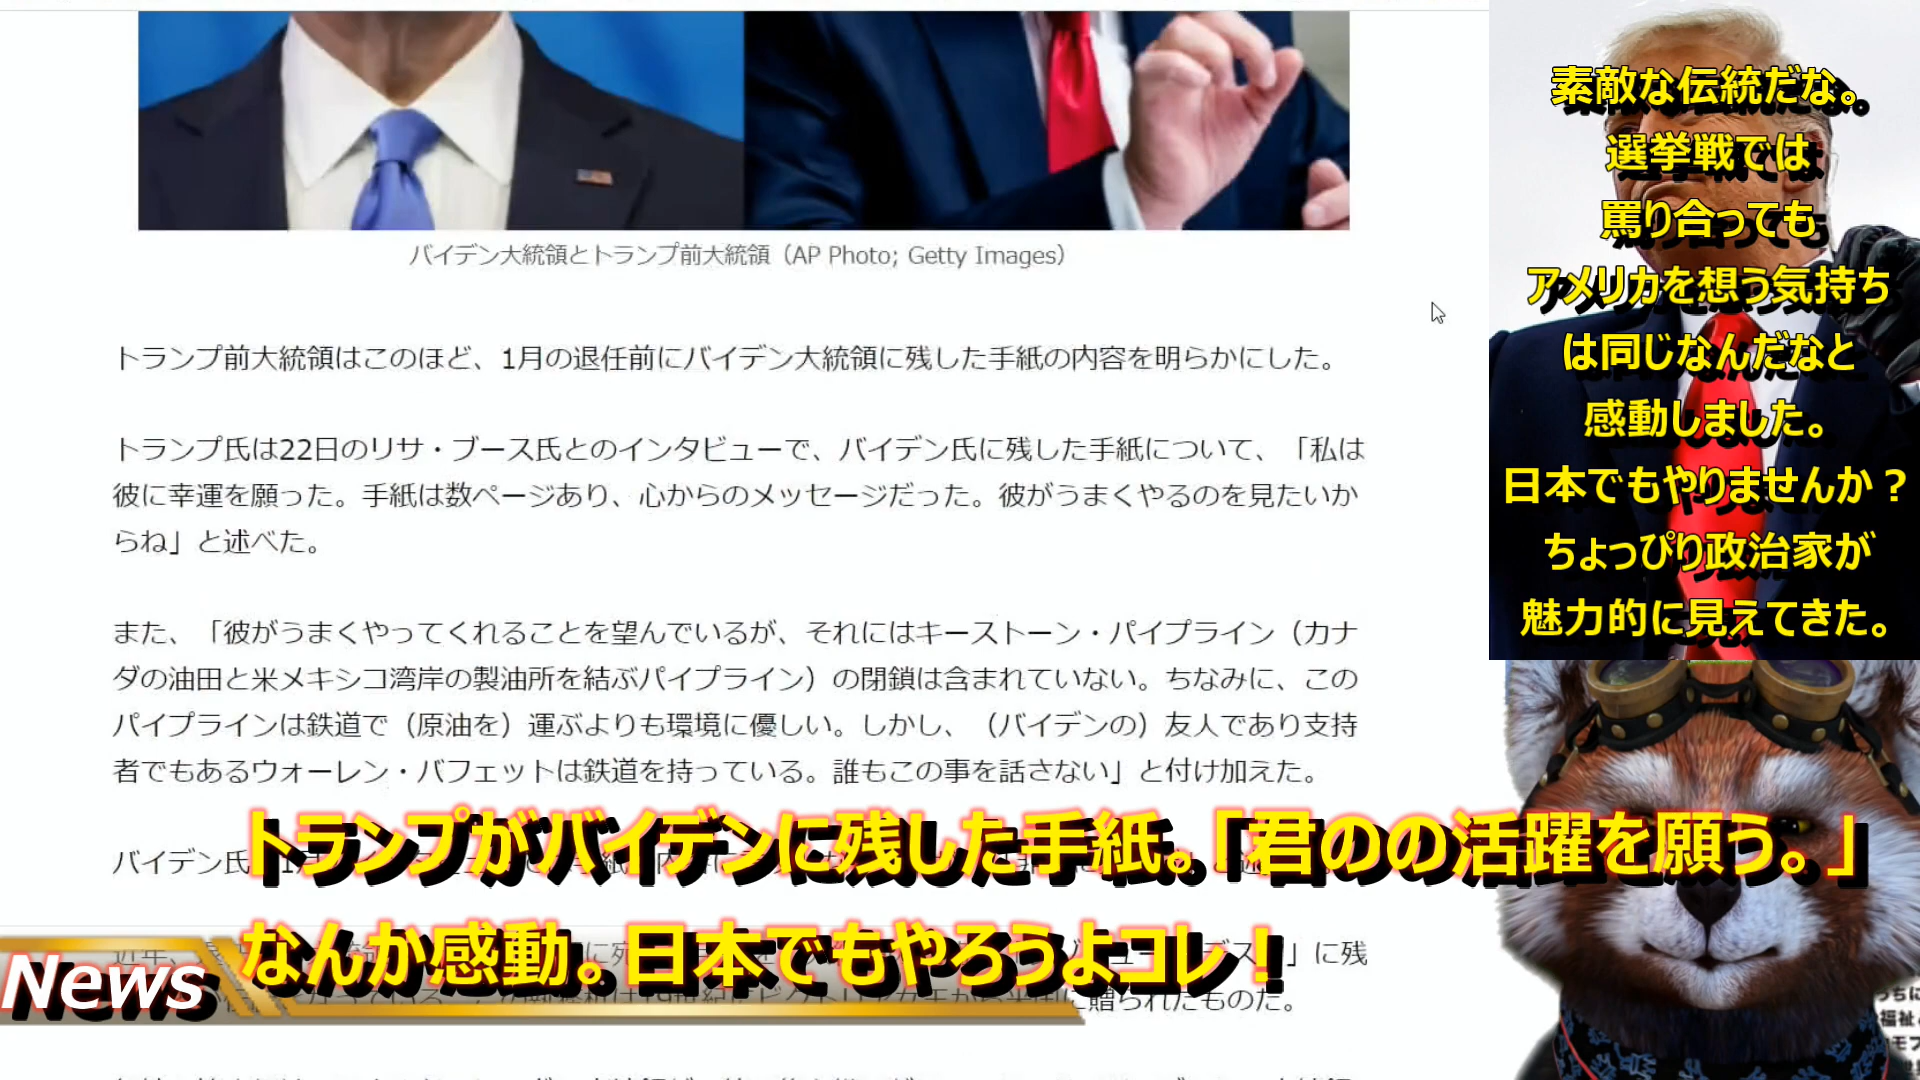 バイデン大統領とトランプ前大統領（AP Photo; Getty Images）
トランプ前大統領はこのほど、1月の退任前にバイデン大統領に残した手紙の内容を明らかにした。
トランプ氏は22日のリサ・ブース氏とのインタビューで、バイデン氏に残した手紙について、「私は
彼に幸運を願った。手紙は数ページあり、心からのメッセージだった。彼がうまくやるのを見たいか
らね」と述べた。
また、「彼がうまくやってくれることを望んでいるが、それにはキーストーン・パイプライン（カナ
ダの油田と米メキシコ湾岸の製油所を結ぶパイプライン）の閉鎖は含まれていない。ちなみに、この
パイプラインは鉄道で（原油を）運ぶよりも環境に優しい。しかし、（バイデンの）友人であり支持
者でもあるウォーレン・バフェットは鉄道を持っている。誰もこの事を話さない」と付け加えた。
バイデン氏
近年、
」に残
に贈られたものだ。
素敵な伝統だな。
選挙戦では
罵り合っても
アメリカを想う気持ち
は同じなんだなと
感動しました。
日本でもやりませんか？
ちょっぴり政治家が
魅力的に見えてきた。
トランプがバイデンに残した手紙。「君のの活躍を願う。」
なんか感動。日本でもやろうよコレ！
News